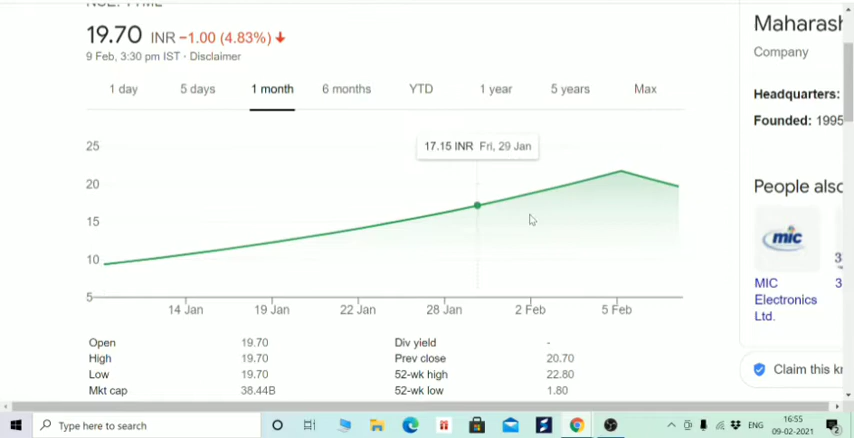 Maharash
19.70 INR −1.00 (4.83%)
Company
9 Feb, 3:30 pm IST · Disclaimer
1 day 5 days 1 month 6 months YTD 1 year 5 years Max
Headquarters:
Founded: 1995
25
17.15 INR Fri, 29 Jan
20
People also
15
mic
10
MIC
Electronics
Ltd.
5
14 Jan 19 Jan 22 Jan 28 Jan 2 Feb 5 Feb
Open 19.70 Div yield -
High 19.70 Prev close 20.70
Low 19.70 52-wk high 22.80
Mkt cap 38.44B 52-wk low 1.80
Claim this
Type here to search
ENG
16:55
09-02-2021
2